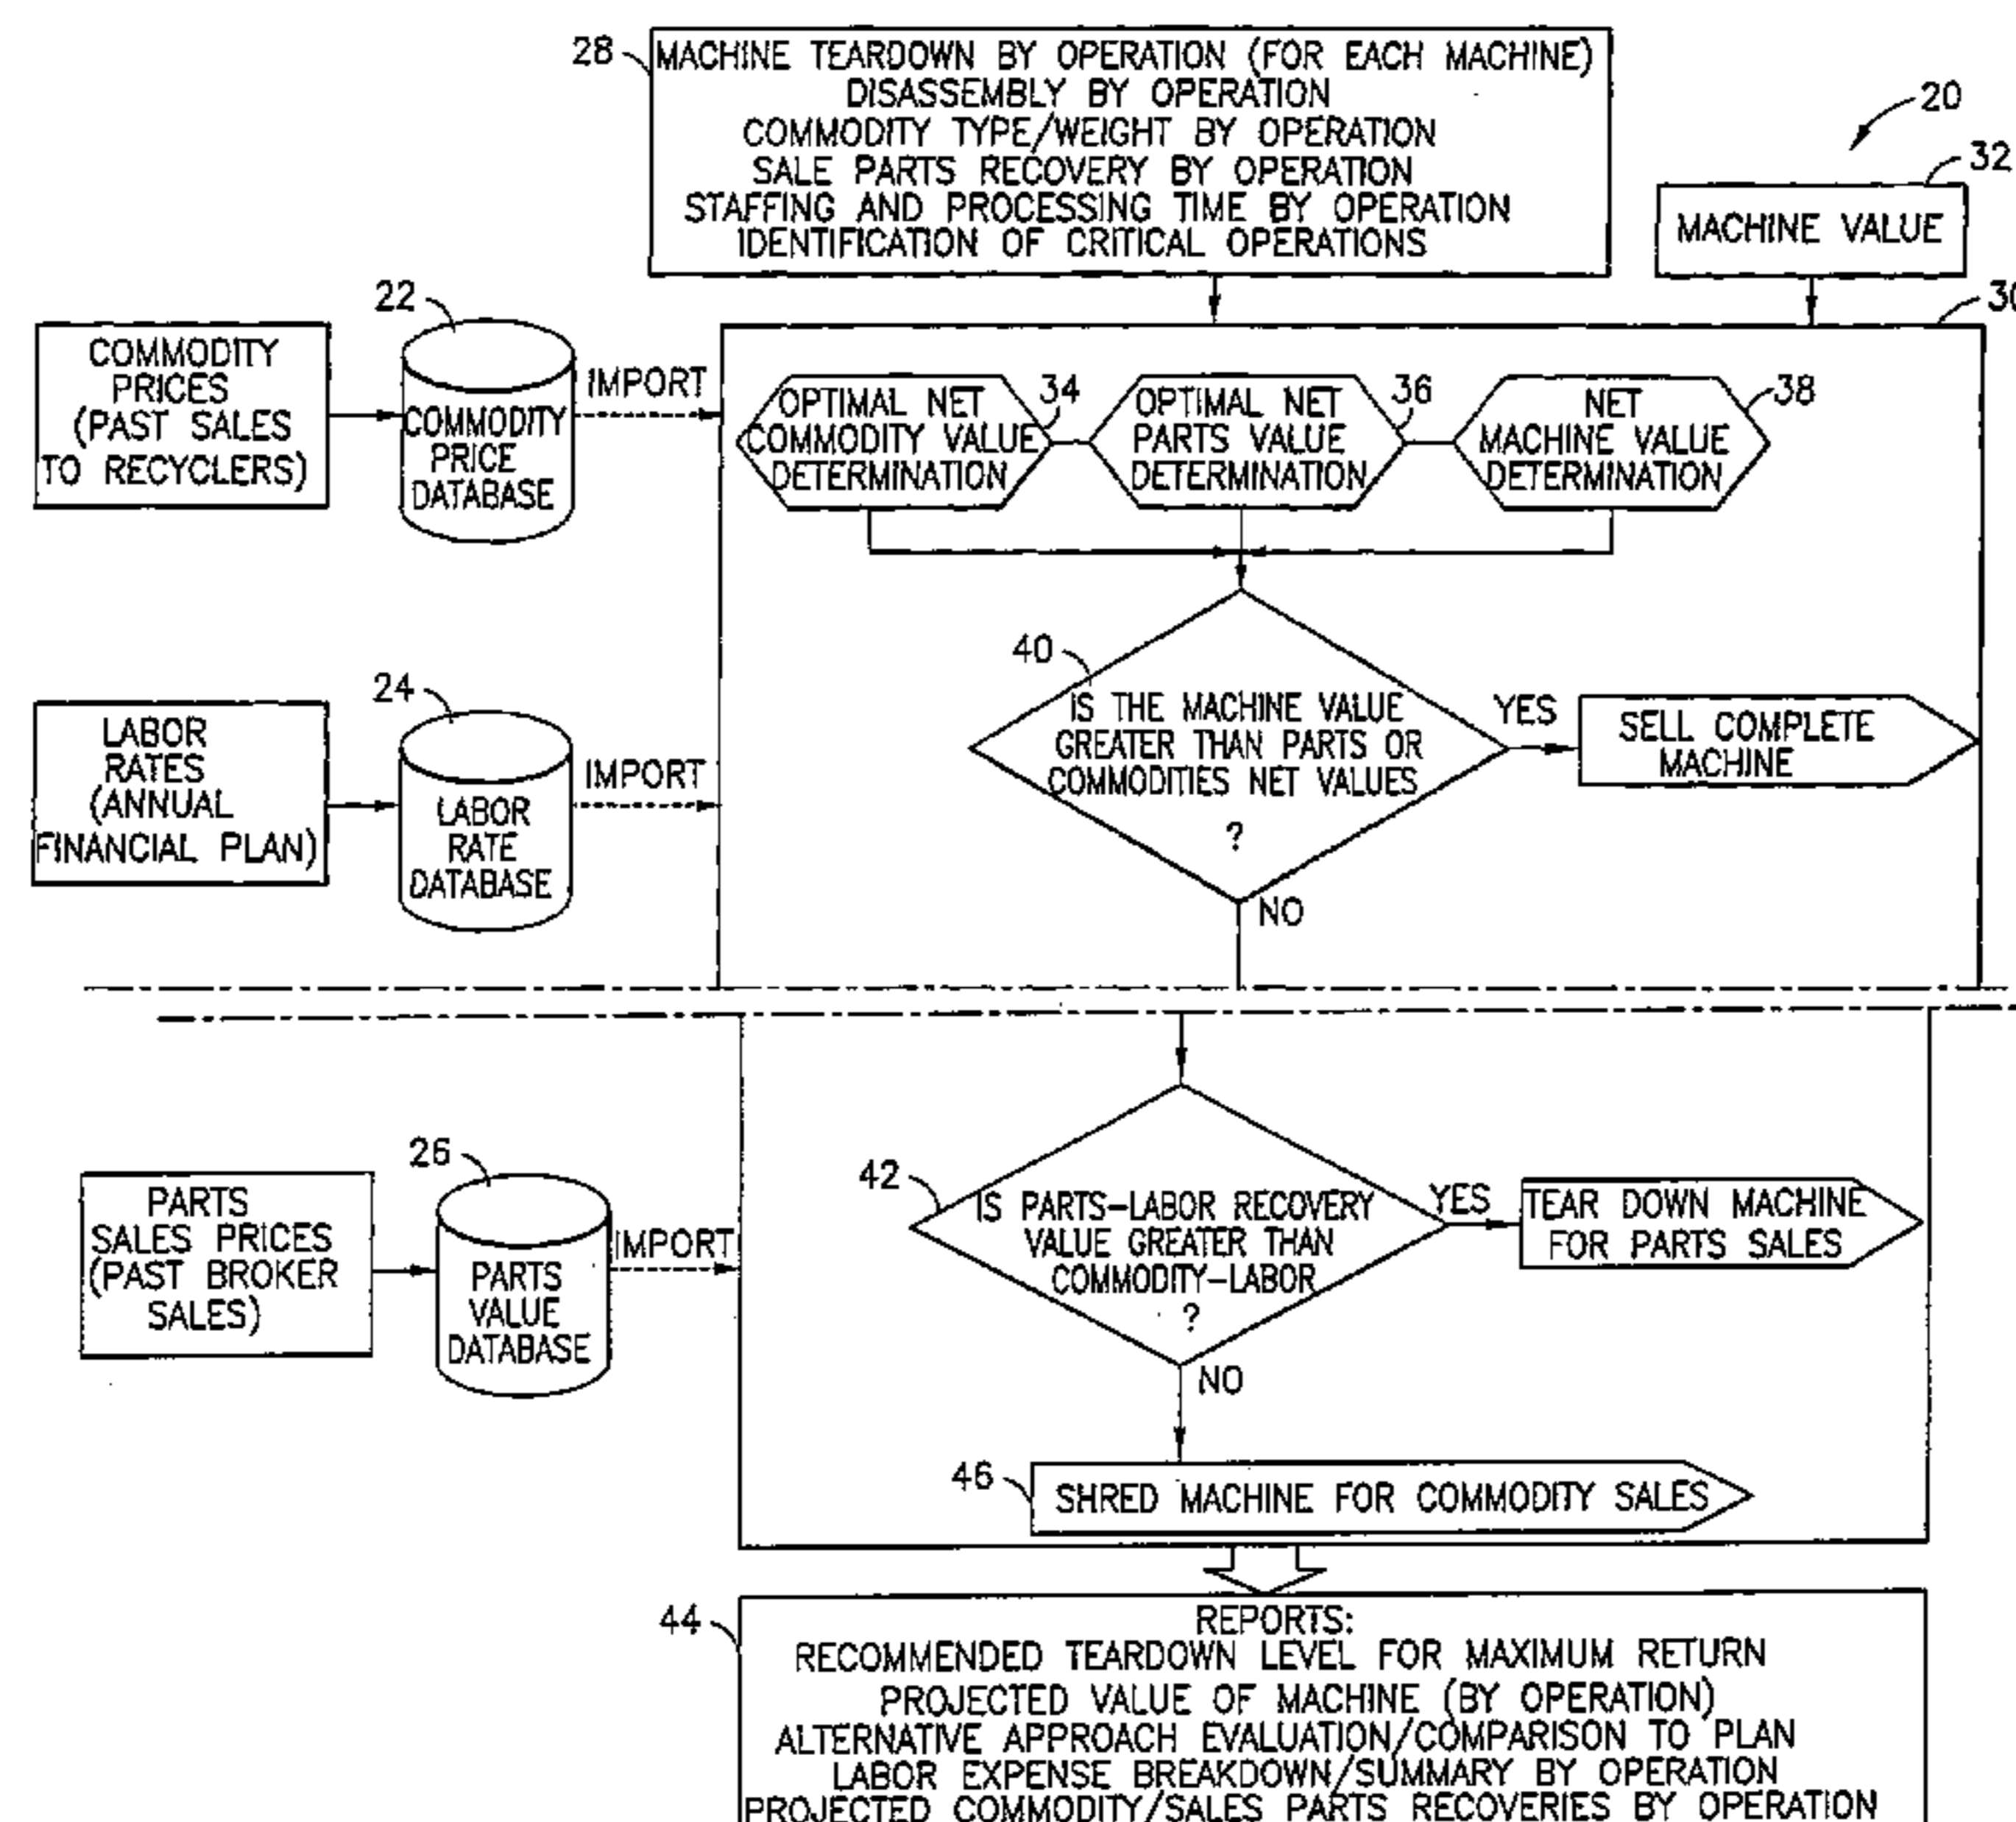 28
MACHINE TEARDOWN BY OPERATION (FOR EACH MACHINE)
DISASSEMBLY BY OPERATION
COMMODITY TYPE/WEIGHT BY OPERATION
SALE PARTS RECOVERY BY OPERATION
STAFFING AND PROCESSING TIME BY OPERATION
IDENTIFICATION OF CRITICAL OPERATIONS
20
32
MACHINE VALUE
COMMODITY
PRICES
(PAST SALES
TO RECYCLERS)
22
COMMODITY
PRICE
DATABASE
IMPORT
OPTIMAL NET
COMMODITY VALUE
DETERMINATION
34
OPTIMAL NET
PARTS VALUE
DETERMINATION
36
NET
MACHINE VALUE
DETERMINATION
38
LABOR
RATES
(ANNUAL
FINANCIAL PLAN)
24
LABOR
RATE
DATABASE
IMPORT
40
IS THE MACHINE VALUE
GREATER THAN PARTS OR
COMMODITIES NET VALUES
?
YES
SELL COMPLETE
MACHINE
NO
PARTS
SALES PRICES
(PAST BROKER
SALES)
26
PARTS
VALUE
DATABASE
IMPORT
42
IS PARTS-LABOR RECOVERY
VALUE GREATER THAN
COMMODITY-LABOR
?
YES
TEAR DOWN MACHINE
FOR PARTS SALES
NO
46
SHRED MACHINE FOR COMMODITY SALES
44
REPORTS:
RECOMMENDED TEARDOWN LEVEL FOR MAXIMUM RETURN
PROJECTED VALUE OF MACHINE (BY OPERATION)
ALTERNATIVE APPROACH EVALUATION/COMPARISON TO PLAN
LABOR EXPENSE BREAKDOWN/SUMMARY BY OPERATION
PROJECTED COMMODITY/SALES PARTS RECOVERIES BY OPERATION